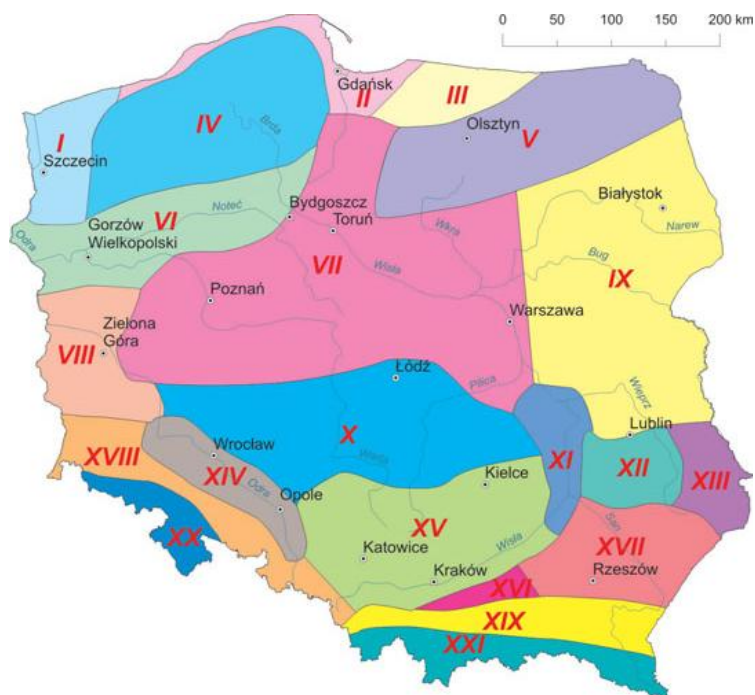 0 50 100 150 200 km
Gdańsk
II
III
I
IV
Brda
Olsztyn
V
Szczecin
Białystok
Narew
VI
Noteć
Bydgoszcz
Toruń
Wkra
Gorzów
Wielkopolski
Odra
VII
Wisła
Bug
IX
Poznań
Warszawa
Zielona
Góra
VIII
Łódź
Pilica
Wieprz
X
Lublin
Wrocław
Warta
XVIII
XIV
Odra
XI
XII
XIII
Kielce
Opole
XX
XV
San
XVII
Katowice
Wisła
Kraków
XVI
Rzeszów
XIX
XXI